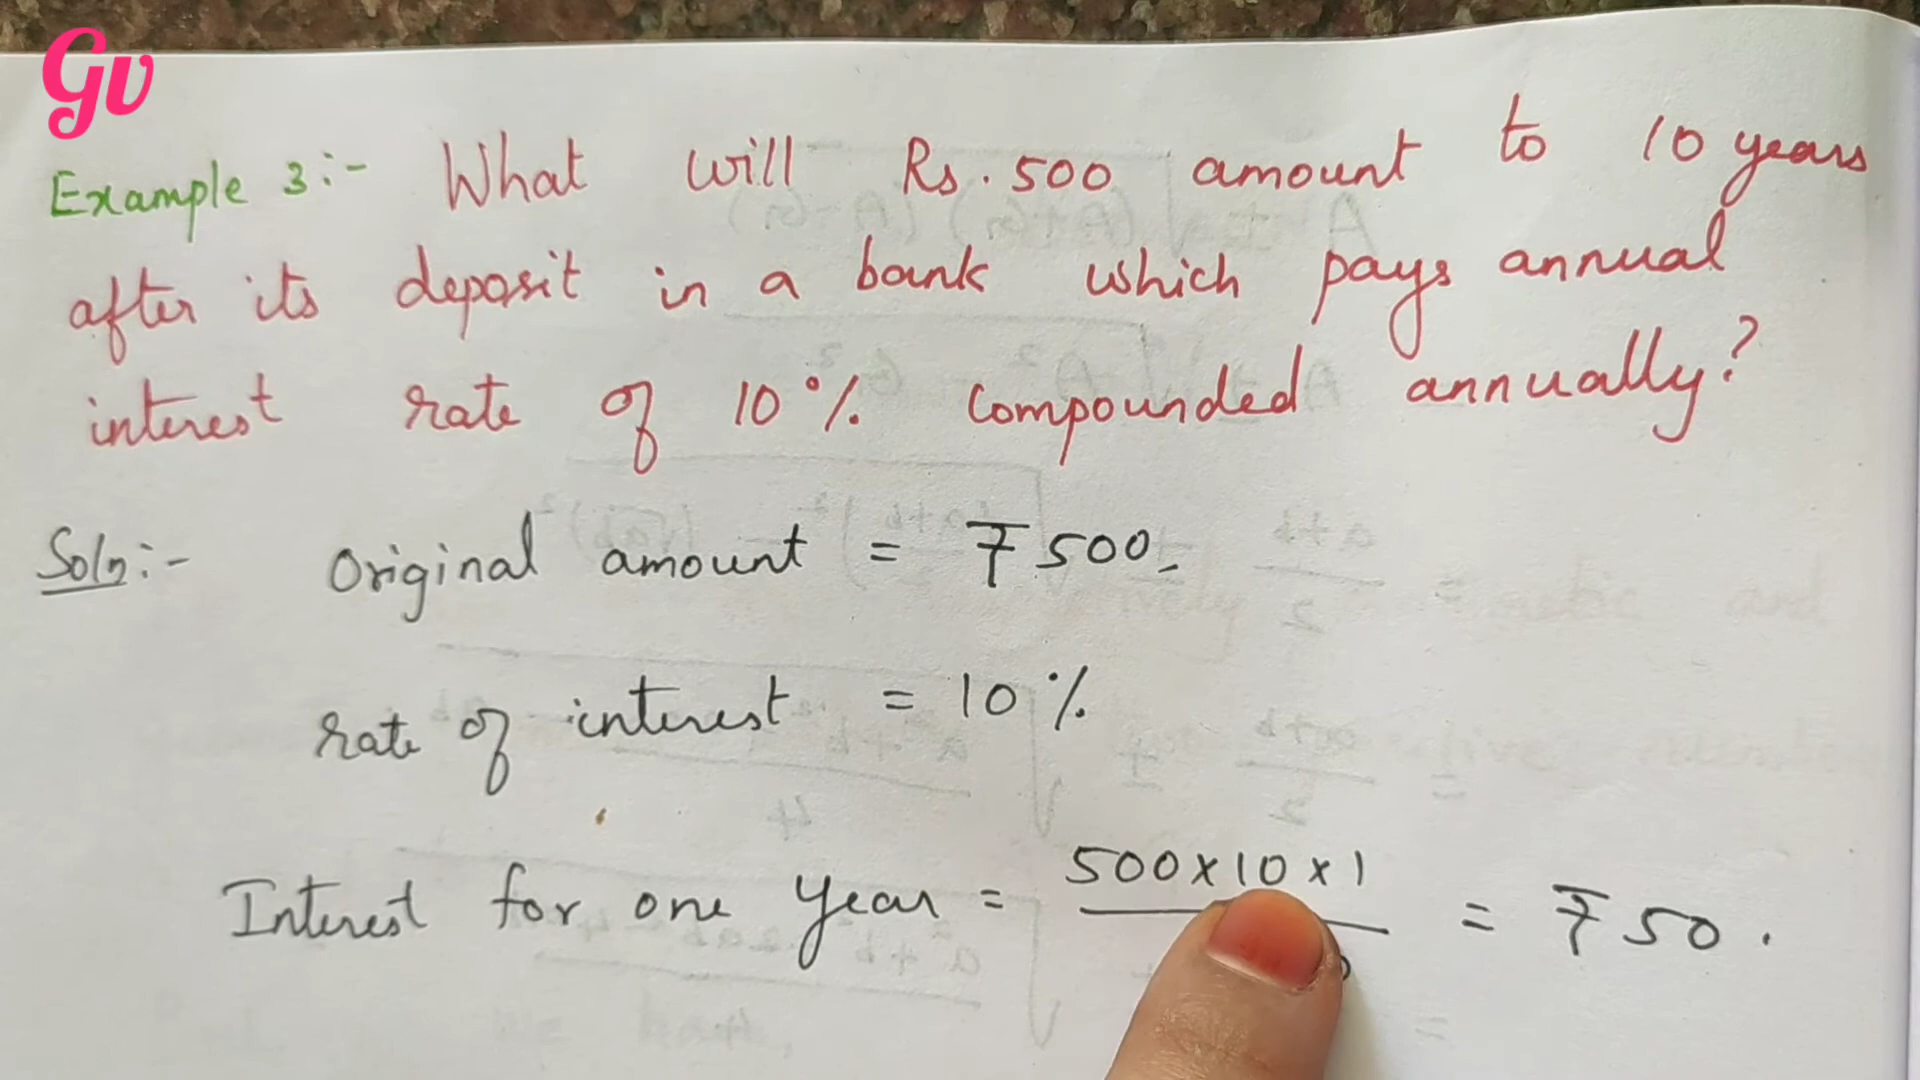 Gv
Example 3:- What will Rs. 500 amount to 10 years
after its deposit in a bank which pays annual
interest rate of 10% compounded annually?
Soln:- Original amount = ₹500.
rate of interest = 10%
Interest for one year = 500×10×1 = ₹50.